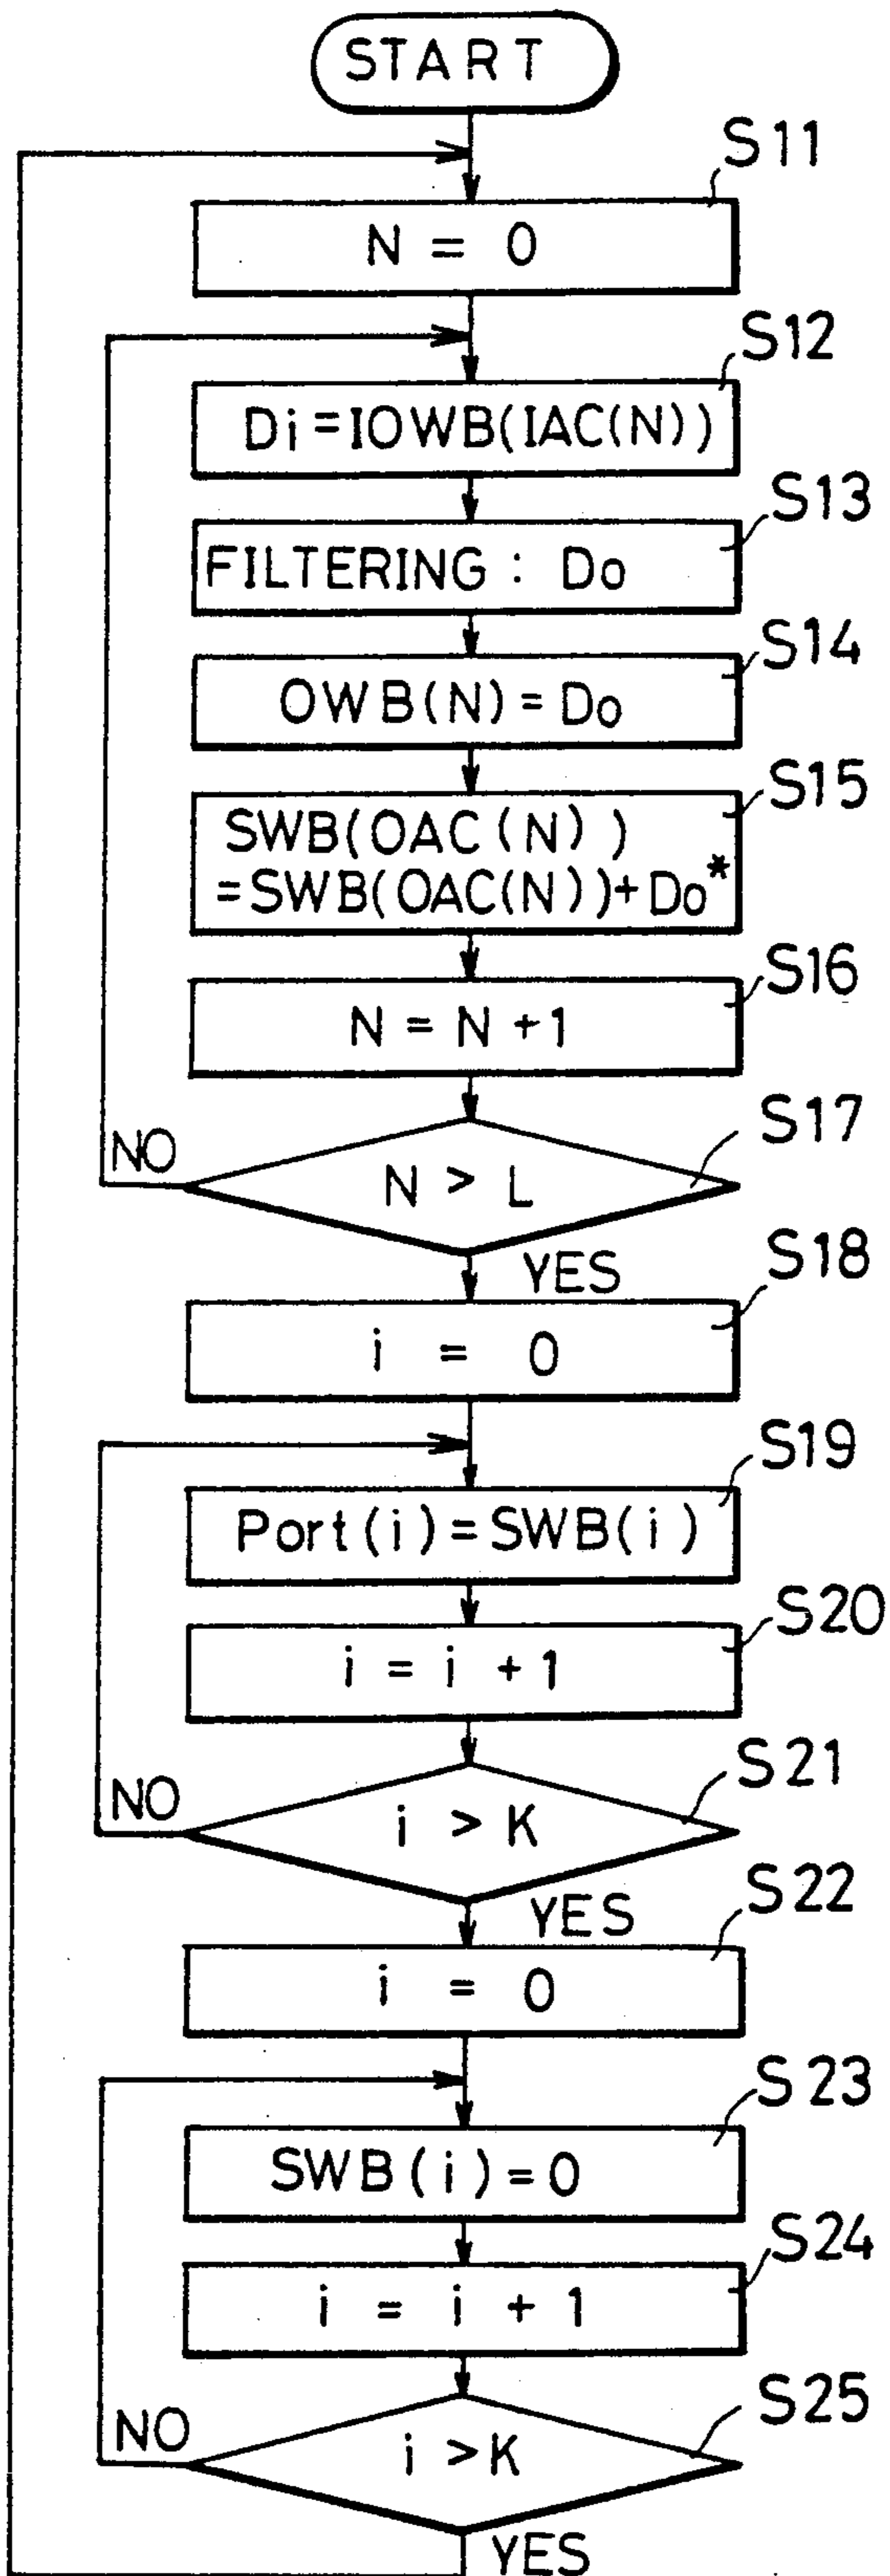 START
S11
N = 0
S12
Di=IOWB(IAC(N))
S13
FILTERING : Do
S14
OWB(N)=Do
S15
SWB(OAC(N))
=SWB(OAC(N))+Do*
S16
N = N +1
S17
NO
N > L
YES
S18
i = 0
S19
Port(i)=SWB(i)
S20
i = i +1
S21
NO
i > K
YES
S22
i = 0
S23
SWB(i)=0
S24
i = i + 1
S25
NO
i >K
YES